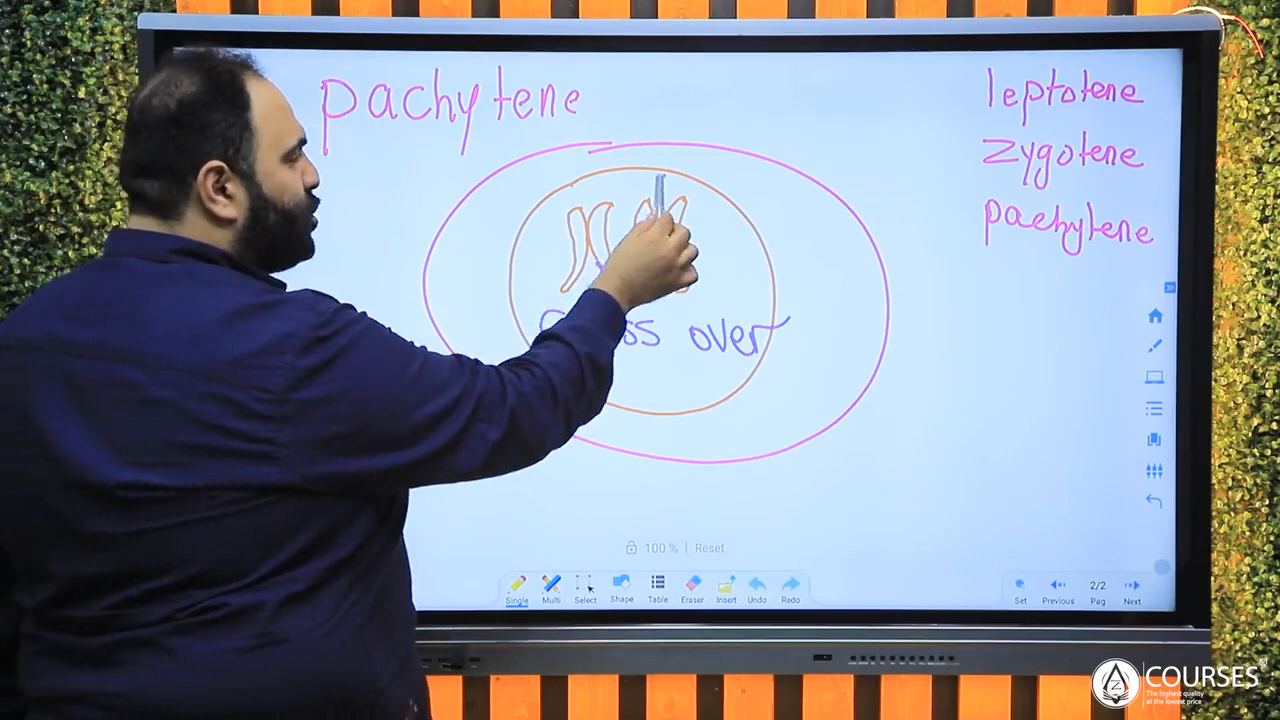 pachytene
leptotene
zygotene
pachytene
Cross over
100 % | Reset
Single Multi Select Shape Table Eraser Insert Undo Redo
Set Previous 2/2 Pag Next
COURSES
The highest quality
at the lowest price